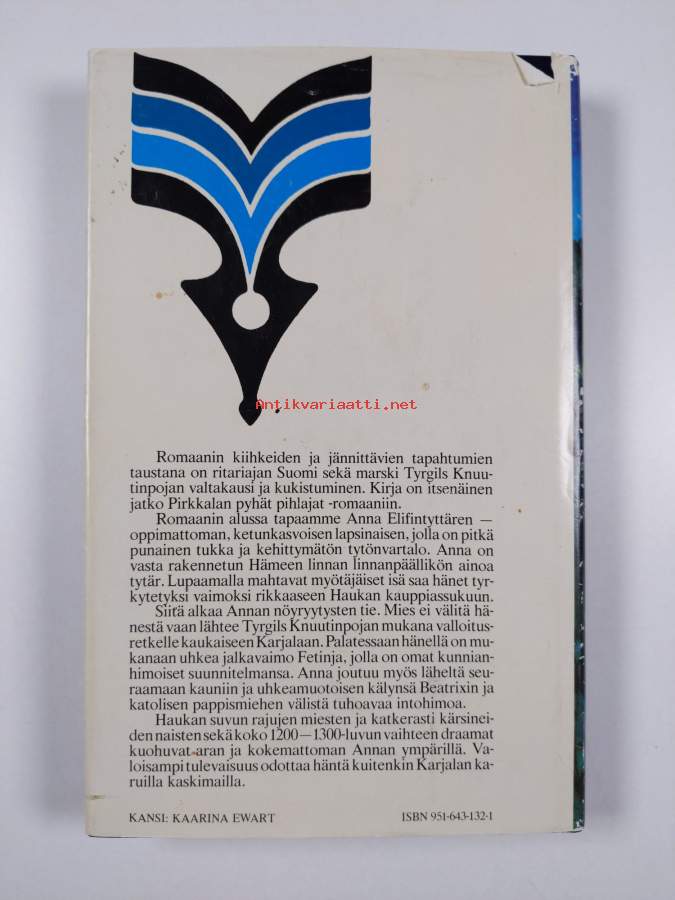 Antikvariaatti.net
Romaanin kiihkeiden ja jännittävien tapahtumien
taustana on ritariajan Suomi sekä marski Tyrgils Knuu-
tinpojan valtakausi ja kukistuminen. Kirja on itsenäinen
jatko Pirkkalan pyhät pihlajat -romaaniin.
Romaanin alussa tapaamme Anna Elifintyttären —
oppimattoman, ketunkasvoisen lapsinaisen, jolla on pitkä
punainen tukka ja kehittymätön tytönvartalo. Anna on
vasta rakennetun Hämeen linnan linnanpäällikön ainoa
tytär. Lupaamalla mahtavat myötäjäiset isä saa hänet tyr-
kytetyksi vaimoksi rikkaaseen Haukan kauppiassukuun.
Siitä alkaa Annan nöyryytysten tie. Mies ei välitä hä-
nestä vaan lähtee Tyrgils Knuutinpojan mukana valloitus-
retkelle kaukaiseen Karjalaan. Palatessaan hänellä on mu-
kanaan uhkea jalkavaimo Fetinja, jolla on omat kunnian-
himoiset suunnitelmansa. Anna joutuu myös läheltä seu-
raamaan kauniin ja uhkeamuotoisen kälynsä Beatrixin ja
katolisen pappismiehen välistä tuhoavaa intohimoa.
Haukan suvun rajujen miesten ja katkerasti kärsinei-
den naisten sekä koko 1200—1300-luvun vaihteen draamat
kuohuvat aran ja kokemattoman Annan ympärillä. Va-
loisampi tulevaisuus odottaa häntä kuitenkin Karjalan ka-
ruilla kaskimailla.
KANSI: KAARINA EWART
ISBN 951-643-132-1